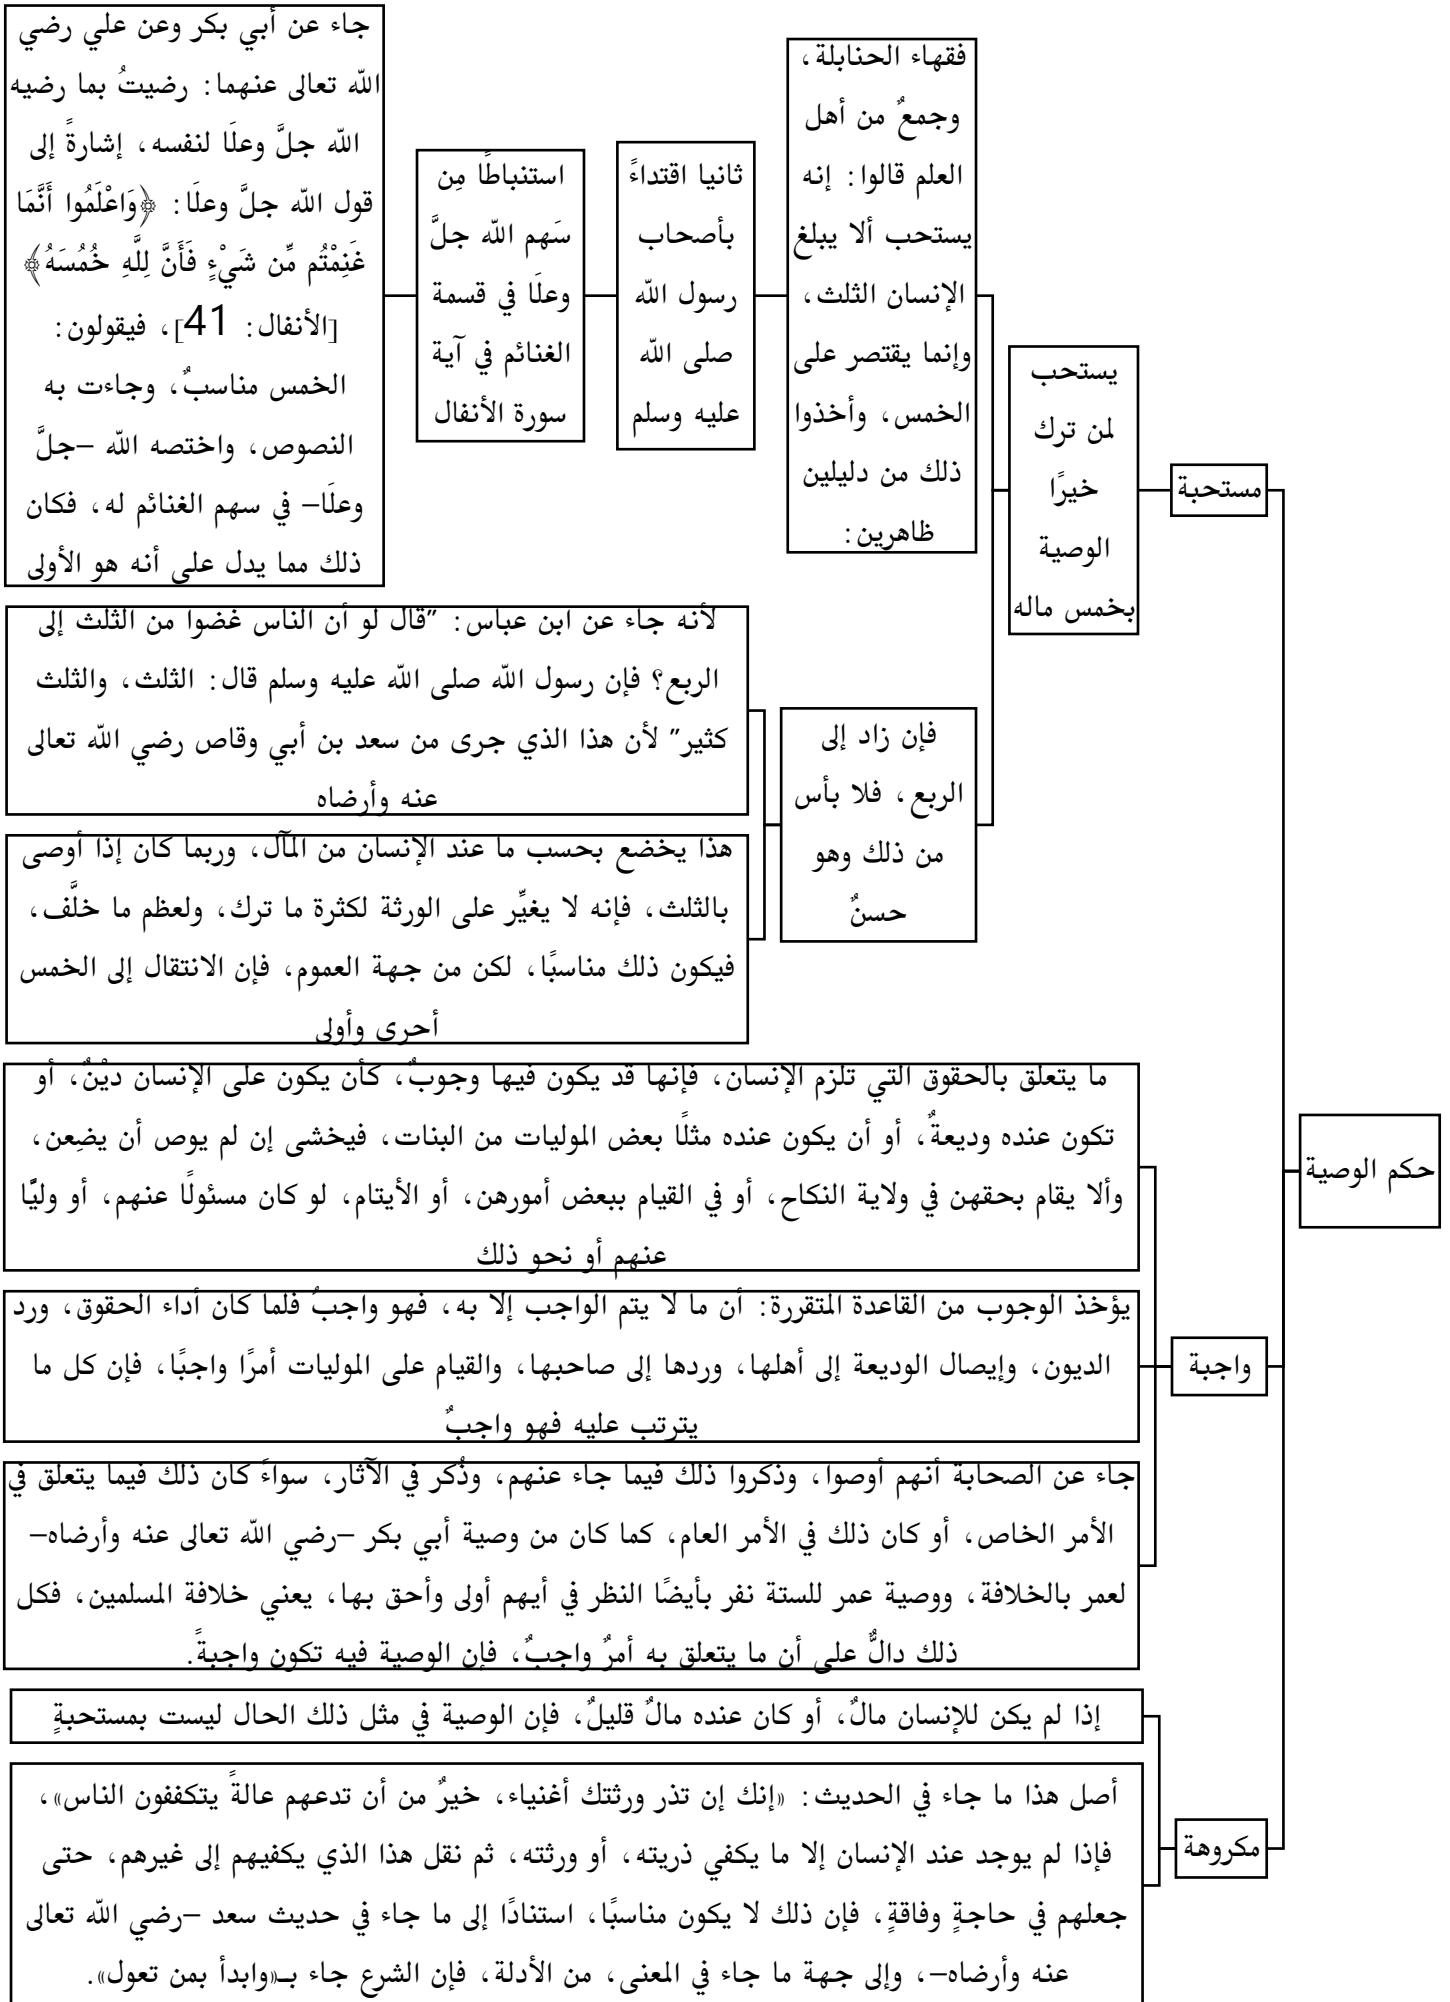 حكم الوصية
مستحبة
يستحب
لمن ترك
خيرًا
الوصية
بخمس ماله
فقهاء الحنابلة،
وجمعٌ من أهل
العلم قالوا: إنه
يستحب ألا يبلغ
الإنسان الثلث،
وإنما يقتصر على
الخمس، وأخذوا
ذلك من دليلين
ظاهرين:
ثانيا اقتداءً
بأصحاب
رسول الله
صلى الله
عليه وسلم
استنباطًا مِن
سَهم الله جلَّ
وعلَا في قسمة
الغنائم في آية
سورة الأنفال
جاء عن أبي بكر وعن علي رضي
الله تعالى عنهما: رضيتُ بما رضيه
الله جلَّ وعلَا لنفسه، إشارةً إلى
قول الله جلَّ وعلَا: ﴿وَاعْلَمُوا أَنَّمَا
غَنِمْتُم مِّن شَيْءٍ فَأَنَّ لِلَّهِ خُمُسَهُ﴾
[الأنفال: 41]، فيقولون:
الخمس مناسبٌ، وجاءت به
النصوص، واختصه الله –جلَّ
وعلَا– في سهم الغنائم له، فكان
ذلك مما يدل على أنه هو الأولى
فإن زاد إلى
الربع، فلا بأس
من ذلك وهو
حسنٌ
لأنه جاء عن ابن عباس: "قال لو أن الناس غضوا من الثلث إلى
الربع؟ فإن رسول الله صلى الله عليه وسلم قال: الثلث، والثلث
كثير" لأن هذا الذي جرى من سعد بن أبي وقاص رضي الله تعالى
عنه وأرضاه
هذا يخضع بحسب ما عند الإنسان من المآل، وربما كان إذا أوصى
بالثلث، فإنه لا يغيِّر على الورثة لكثرة ما ترك، ولعظم ما خلَّف،
فيكون ذلك مناسبًا، لكن من جهة العموم، فإن الانتقال إلى الخمس
أحرى وأولى
واجبة
ما يتعلق بالحقوق التي تلزم الإنسان، فإنها قد يكون فيها وجوبٌ، كأن يكون على الإنسان ديْنٌ، أو
تكون عنده وديعةٌ، أو أن يكون عنده مثلًا بعض الموليات من البنات، فيخشى إن لم يوص أن يضِعن،
وألا يقام بحقهن في ولاية النكاح، أو في القيام ببعض أمورهن، أو الأيتام، لو كان مسئولًا عنهم، أو وليًّا
عنهم أو نحو ذلك
يؤخذ الوجوب من القاعدة المتقررة: أن ما لا يتم الواجب إلا به، فهو واجبٌ فلما كان أداء الحقوق، ورد
الديون، وإيصال الوديعة إلى أهلها، وردها إلى صاحبها، والقيام على الموليات أمرًا واجبًا، فإن كل ما
يترتب عليه فهو واجبٌ
جاء عن الصحابة أنهم أوصوا، وذكروا ذلك فيما جاء عنهم، وذُكر في الآثار، سواءً كان ذلك فيما يتعلق في
الأمر الخاص، أو كان ذلك في الأمر العام، كما كان من وصية أبي بكر –رضي الله تعالى عنه وأرضاه–
لعمر بالخلافة، ووصية عمر للستة نفر بأيضًا النظر في أيهم أولى وأحق بها، يعني خلافة المسلمين، فكل
ذلك دالٌّ على أن ما يتعلق به أمرٌ واجبٌ، فإن الوصية فيه تكون واجبةً.
مكروهة
إذا لم يكن للإنسان مالٌ، أو كان عنده مالٌ قليلٌ، فإن الوصية في مثل ذلك الحال ليست بمستحبةٍ
أصل هذا ما جاء في الحديث: «إنك إن تذر ورثتك أغنياء، خيرٌ من أن تدعهم عالةً يتكففون الناس»،
فإذا لم يوجد عند الإنسان إلا ما يكفي ذريته، أو ورثته، ثم نقل هذا الذي يكفيهم إلى غيرهم، حتى
جعلهم في حاجةٍ وفاقةٍ، فإن ذلك لا يكون مناسبًا، استنادًا إلى ما جاء في حديث سعد –رضي الله تعالى
عنه وأرضاه–، وإلى جهة ما جاء في المعنى، من الأدلة، فإن الشرع جاء بـ«وابدأ بمن تعول».